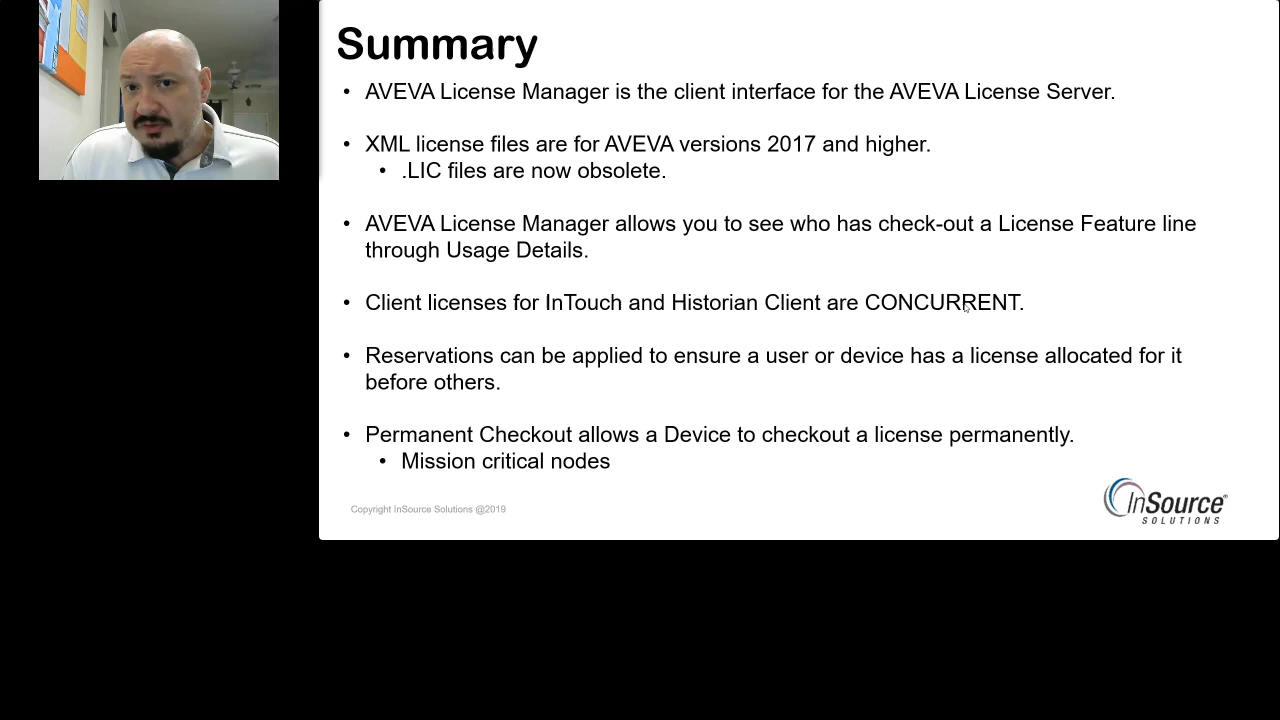 Summary
• AVEVA License Manager is the client interface for the AVEVA License Server.
• XML license files are for AVEVA versions 2017 and higher.
• .LIC files are now obsolete.
• AVEVA License Manager allows you to see who has check-out a License Feature line
through Usage Details.
• Client licenses for InTouch and Historian Client are CONCURRENT.
• Reservations can be applied to ensure a user or device has a license allocated for it
before others.
• Permanent Checkout allows a Device to checkout a license permanently.
• Mission critical nodes
Copyright InSource Solutions @2019
InSource®
SOLUTIONS